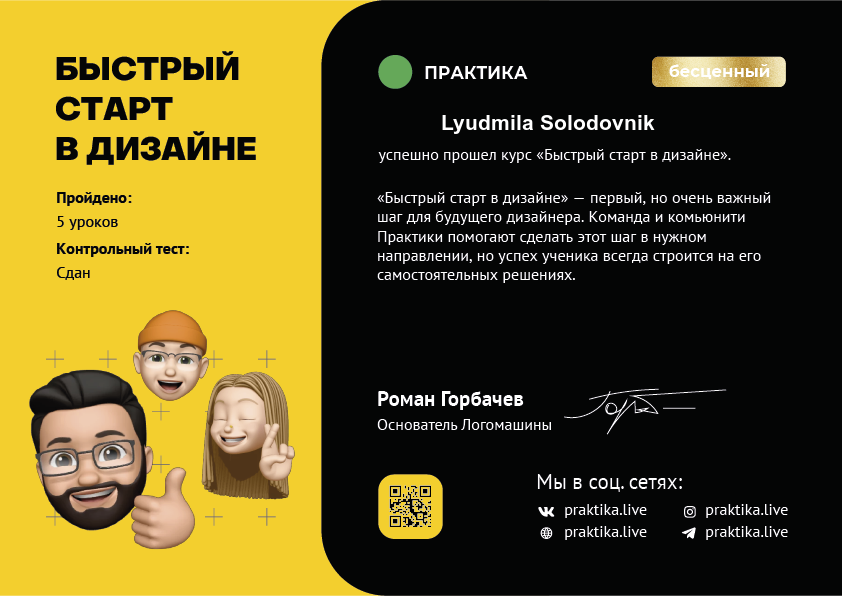 БЫСТРЫЙ
СТАРТ
В ДИЗАЙНЕ
Пройдено:
5 уроков
Контрольный тест:
Сдан
ПРАКТИКА
бесценный
Lyudmila Solodovnik
успешно прошел курс «Быстрый старт в дизайне».
«Быстрый старт в дизайне» — первый, но очень важный
шаг для будущего дизайнера. Команда и комьюнити
Практики помогают сделать этот шаг в нужном
направлении, но успех ученика всегда строится на его
самостоятельных решениях.
Роман Горбачев
Основатель Логомашины
Мы в соц. сетях:
praktika.live praktika.live
praktika.live praktika.live